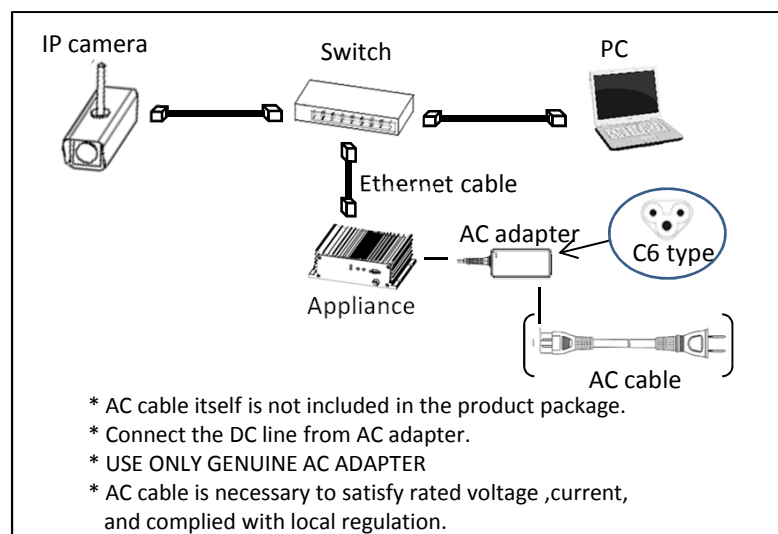 IP camera
Switch
PC
Ethernet cable
AC adapter
C6 type
Appliance
AC cable
* AC cable itself is not included in the product package.
* Connect the DC line from AC adapter.
* USE ONLY GENUINE AC ADAPTER
* AC cable is necessary to satisfy rated voltage ,current,
and complied with local regulation.